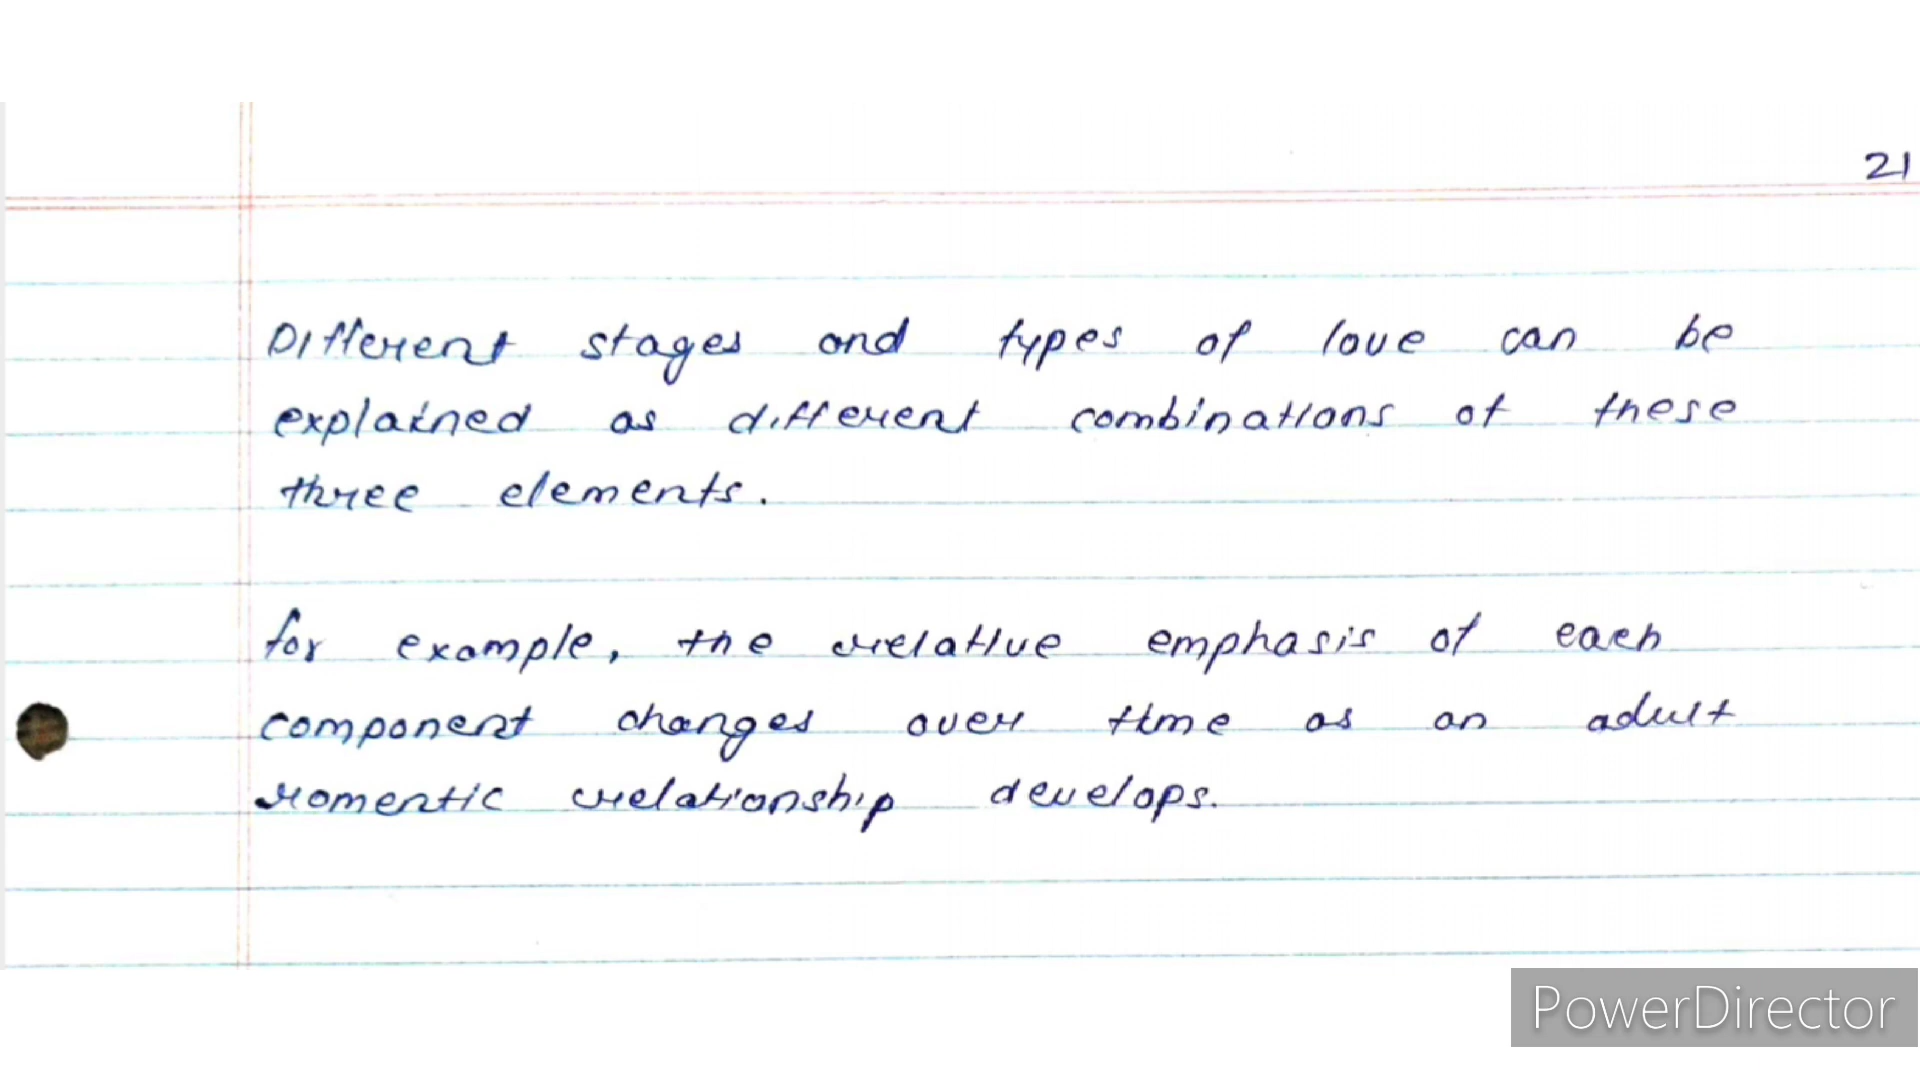 21
Different stages and types of love can be
explained as different combinations of these
three elements.
for example, the relative emphasis of each
component changes over time as an adult
romentic relationship develops.
PowerDirector